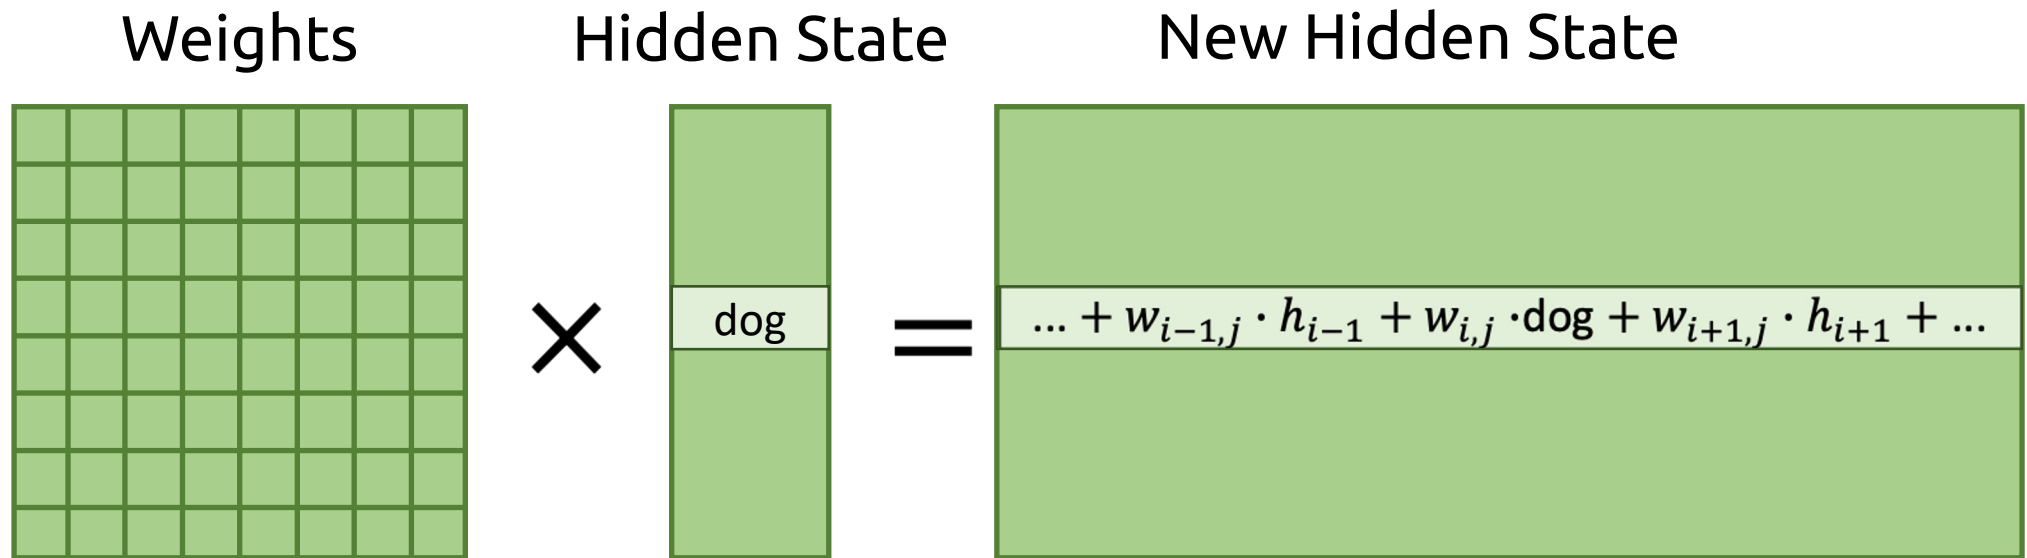 Weights
Hidden State
New Hidden State
dog
... + w_{i−1,j} · h_{i−1} + w_{i,j} ·dog + w_{i+1,j} · h_{i+1} + ...